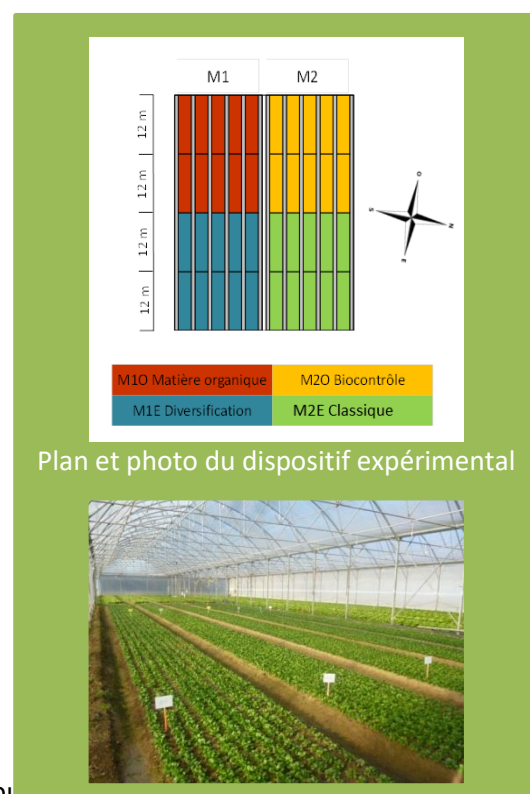 M1 M2
12 m
12 m
12 m
12 m
O
S
N
E
M1O Matière organique M2O Biocontrôle
M1E Diversification M2E Classique
Plan et photo du dispositif expérimental